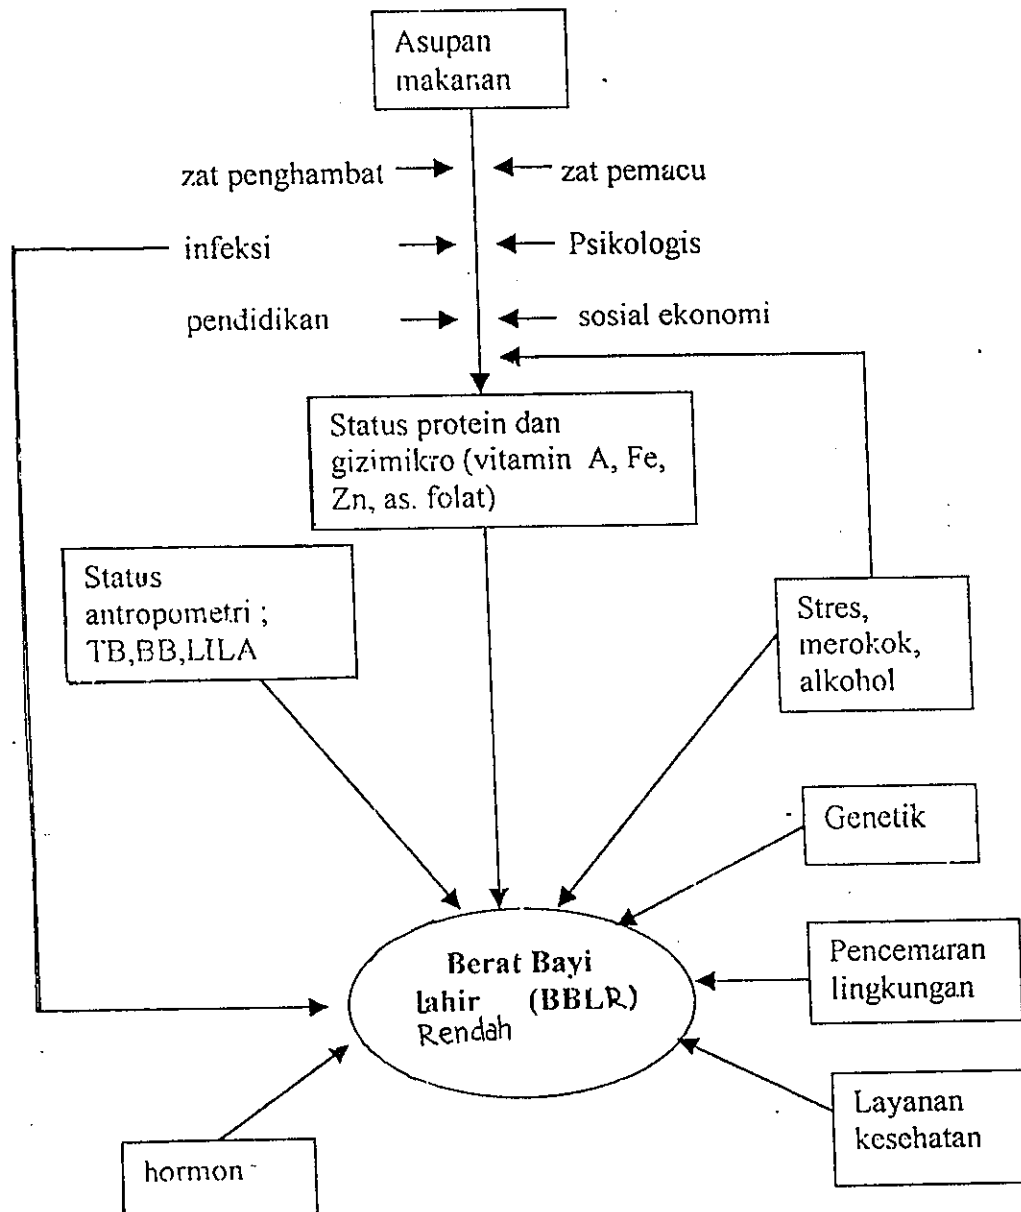 Asupan
makanan
zat penghambat
zat pemacu
infeksi
Psikologis
pendidikan
sosial ekonomi
Status protein dan
gizimikro (vitamin A, Fe,
Zn, as. folat)
Status
antropometri ;
TB,BB,LILA
Stres,
merokok,
alkohol
Genetik
Berat Bayi
lahir (BBLR)
Rendah
Pencemaran
lingkungan
Layanan
kesehatan
hormon